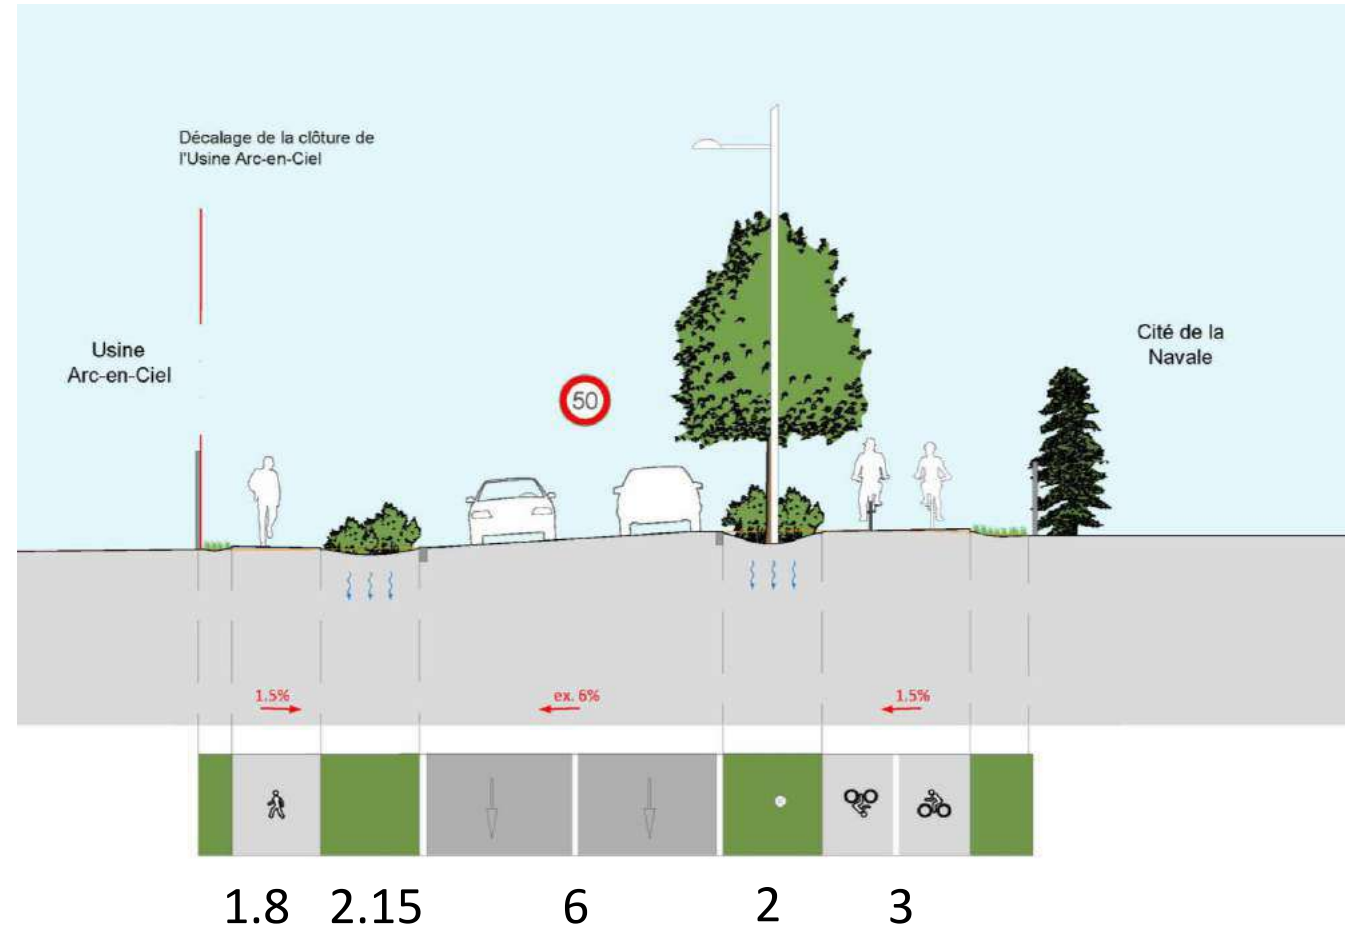 Décalage de la clôture de
l'Usine Arc-en-Ciel
Usine
Arc-en-Ciel
50
Cité de la
Navale
1.5%
ex. 6%
1.5%
1.8 2.15 6 2 3